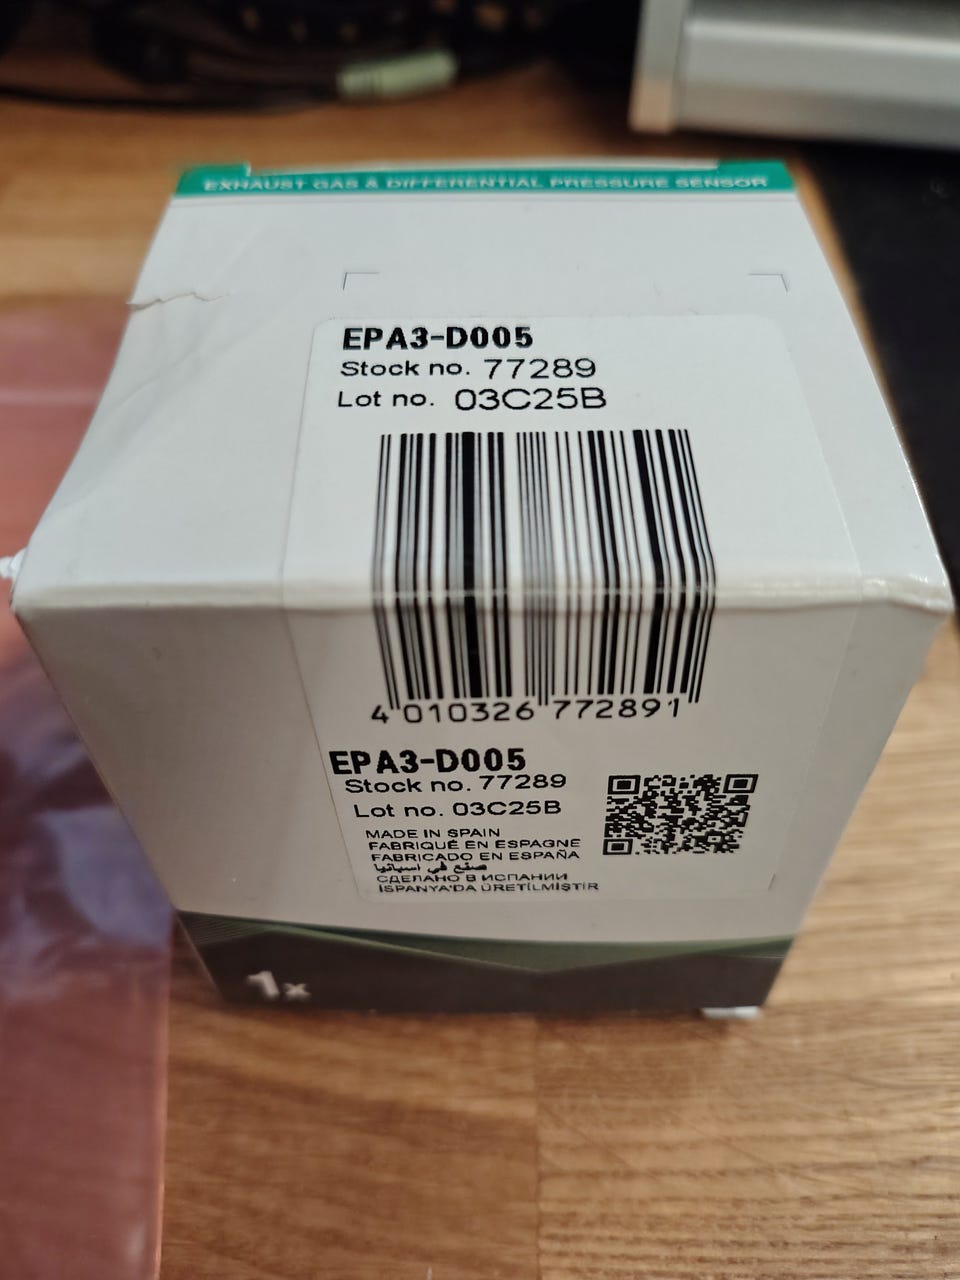 EXHAUST GAS & DIFFERENTIAL PRESSURE SENSOR
EPA3-D005
Stock no. 77289
Lot no. 03C25B
4 010326 772891
EPA3-D005
Stock no. 77289
Lot no. 03C25B
MADE IN SPAIN
FABRIQUÉ EN ESPAGNE
FABRICADO EN ESPAÑA
صنع في اسبانيا
СДЕЛАНО В ИСПАНИИ
İSPANYA'DA ÜRETİLMİŞTİR
1x